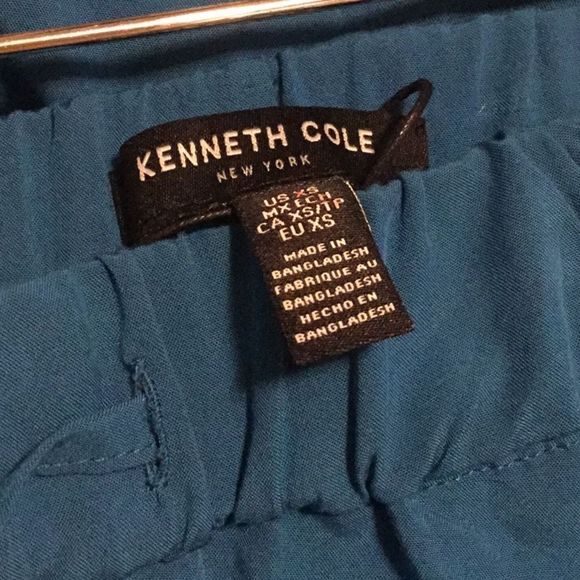 KENNETH COLE
NEW YORK
US XS
MX ECH
CA XS/TP
EU XS
MADE IN
BANGLADESH
FABRIQUE AU
BANGLADESH
HECHO EN
BANGLADESH